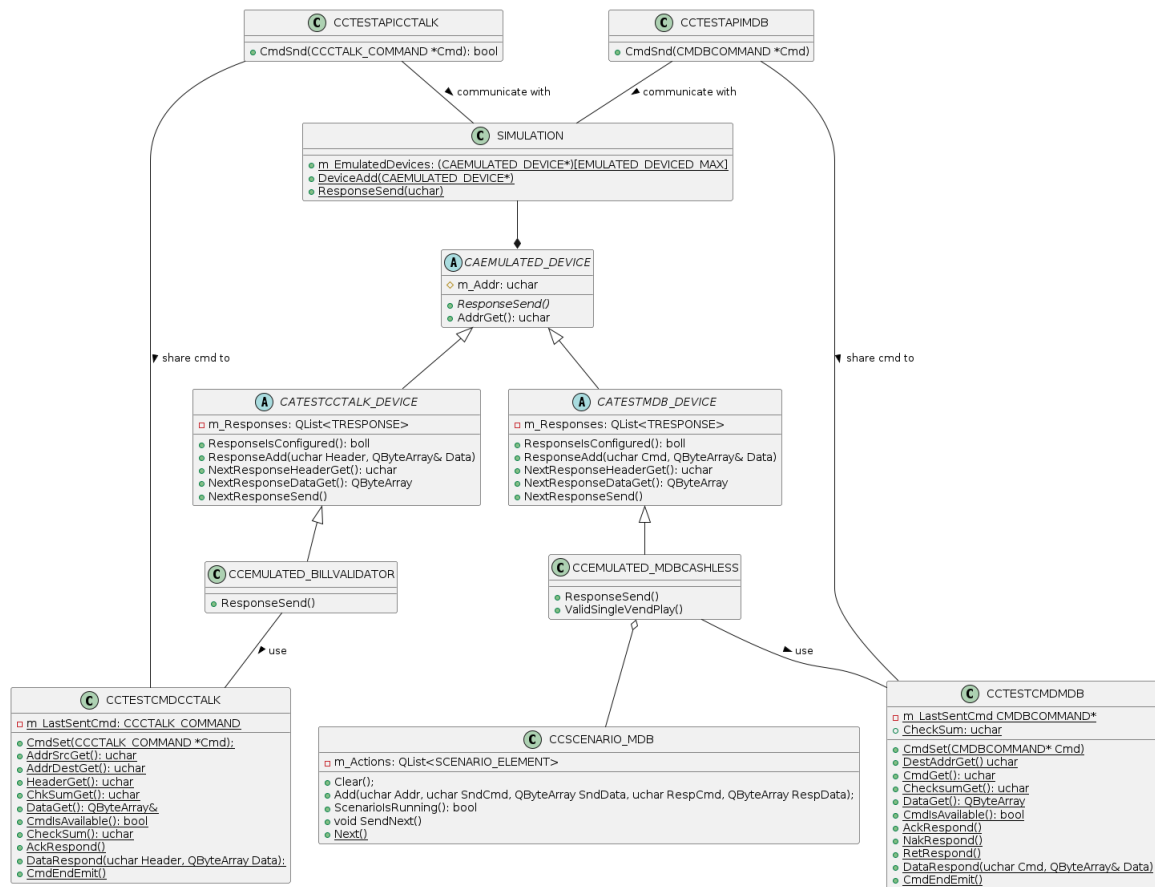 C CCTESTAPICCTALK
CmdSnd(CCCTALK_COMMAND *Cmd): bool
C CCTESTAPIMDB
CmdSnd(CMDBCOMMAND *Cmd)
communicate with
communicate with
C SIMULATION
m_EmulatedDevices: (CAEMULATED_DEVICE*)[EMULATED_DEVICED_MAX]
DeviceAdd(CAEMULATED_DEVICE*)
ResponseSend(uchar)
A CAEMULATED_DEVICE
m_Addr: uchar
ResponseSend()
AddrGet(): uchar
share cmd to
share cmd to
A CATESTCCTALK_DEVICE
m_Responses: QList<TRESPONSE>
ResponseIsConfigured(): boll
ResponseAdd(uchar Header, QByteArray& Data)
NextResponseHeaderGet(): uchar
NextResponseDataGet(): QByteArray
NextResponseSend()
A CATESTMDB_DEVICE
m_Responses: QList<TRESPONSE>
ResponseIsConfigured(): boll
ResponseAdd(uchar Cmd, QByteArray& Data)
NextResponseHeaderGet(): uchar
NextResponseDataGet(): QByteArray
NextResponseSend()
C CCEMULATED_BILLVALIDATOR
ResponseSend()
C CCEMULATED_MDBCASHLESS
ResponseSend()
ValidSingleVendPlay()
use
use
C CCTESTCMDCCTALK
m_LastSentCmd: CCCTALK_COMMAND
CmdSet(CCCTALK_COMMAND *Cmd);
AddrSrcGet(): uchar
AddrDestGet(): uchar
HeaderGet(): uchar
ChkSumGet(): uchar
DataGet(): QByteArray&
CmdIsAvailable(): bool
CheckSum(): uchar
AckRespond()
DataRespond(uchar Header, QByteArray Data):
CmdEndEmit()
C CCSCENARIO_MDB
m_Actions: QList<SCENARIO_ELEMENT>
Clear();
Add(uchar Addr, uchar SndCmd, QByteArray SndData, uchar RespCmd, QByteArray RespData);
ScenarioIsRunning(): bool
void SendNext()
Next()
C CCTESTCMDMDB
m_LastSentCmd CMDBCOMMAND*
CheckSum: uchar
CmdSet(CMDBCOMMAND* Cmd)
DestAddrGet() uchar
CmdGet(): uchar
ChecksumGet(): uchar
DataGet(): QByteArray
CmdIsAvailable(): bool
AckRespond()
NakRespond()
RetRespond()
DataRespond(uchar Cmd, QByteArray& Data)
CmdEndEmit()